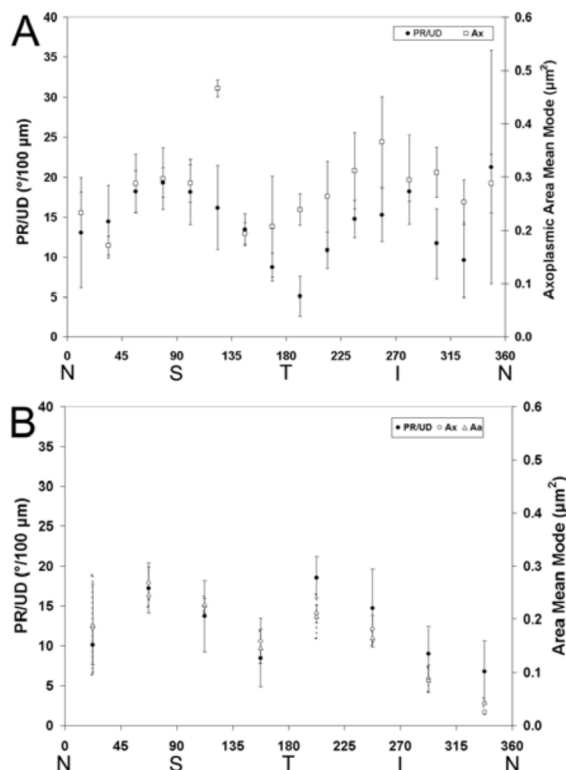 A
PR/UD Ax
40
35
30
25
20
15
10
5
0
PR/UD (°/100 µm)
0.6
0.5
0.4
0.3
0.2
0.1
0.0
Axoplasmic Area Mean Mode (µm²)
0 45 90 135 180 225 270 315 360
N S T I N
B
PR/UD Ax Aa
40
35
30
25
20
15
10
5
0
PR/UD (°/100 µm)
0.6
0.5
0.4
0.3
0.2
0.1
0.0
Area Mean Mode (µm²)
0 45 90 135 180 225 270 315 360
N S T I N